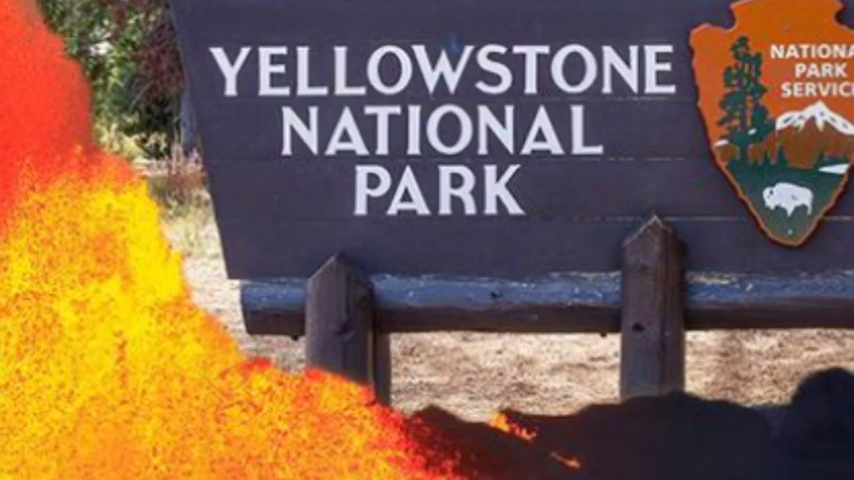 YELLOWSTONE
NATIONAL
PARK
NATIONAL
PARK
SERVICE